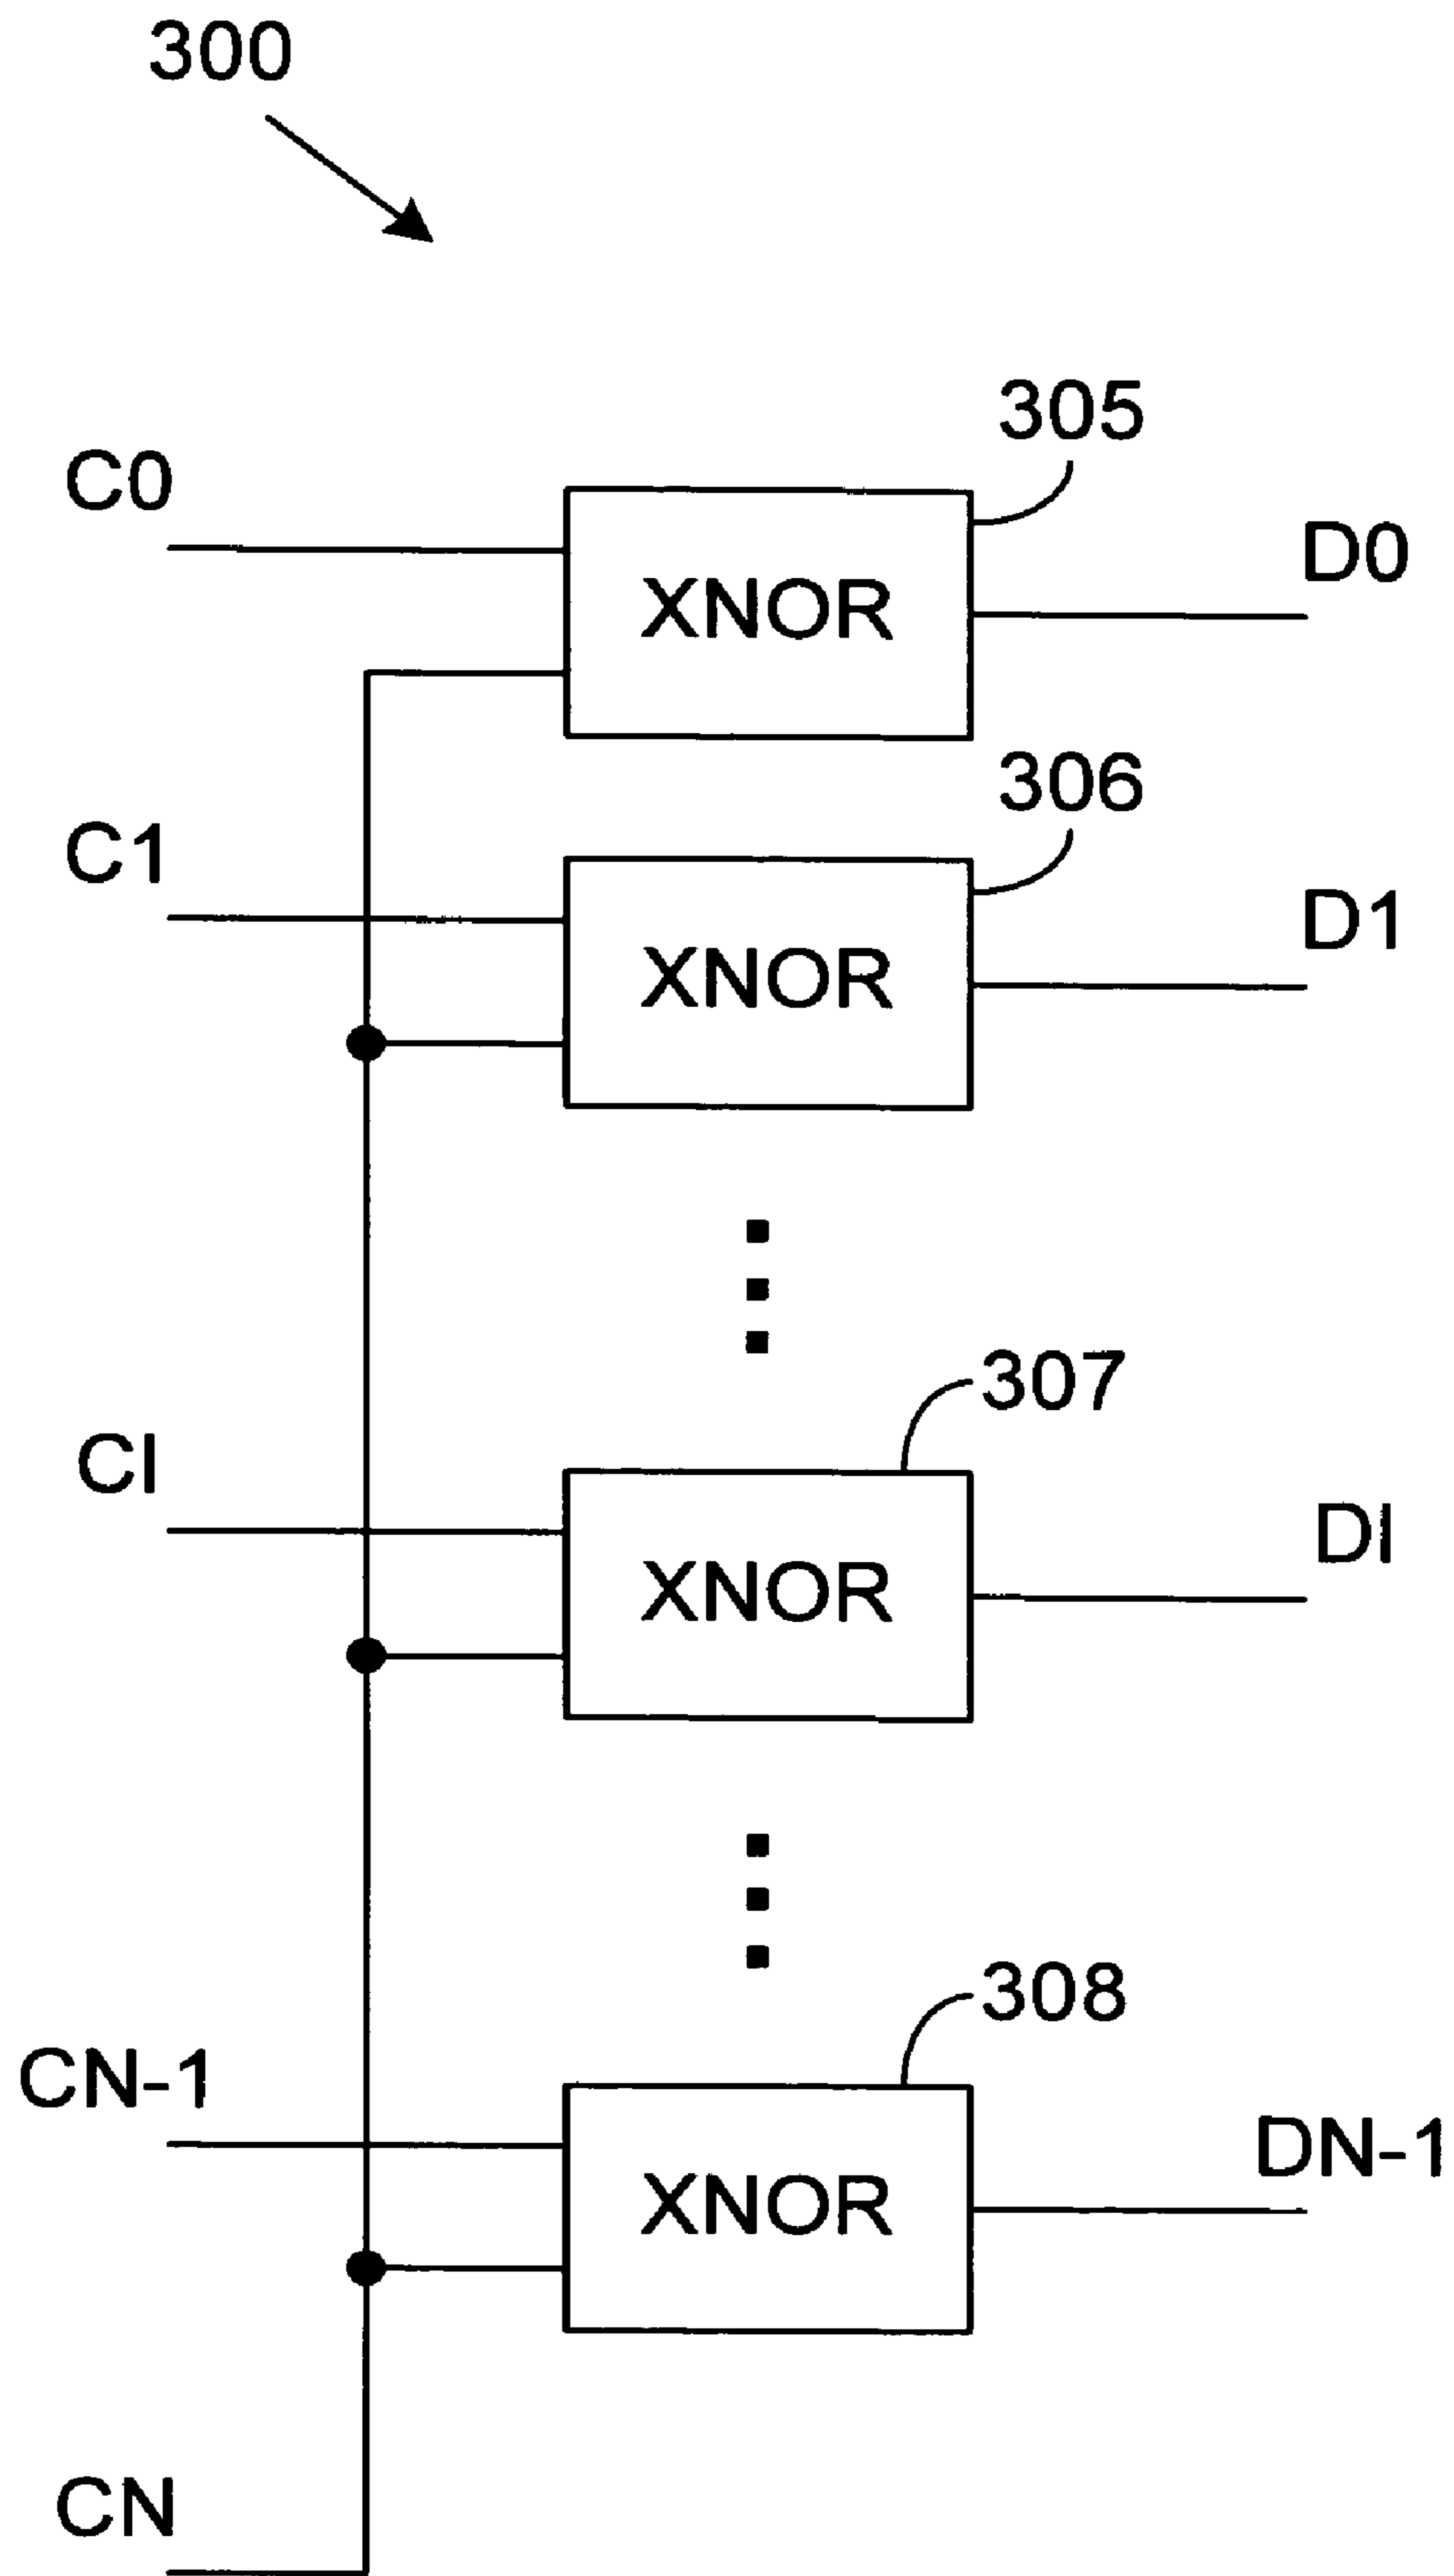 300
305
C0
XNOR
D0
306
C1
XNOR
D1
307
CI
XNOR
DI
308
CN-1
XNOR
DN-1
CN